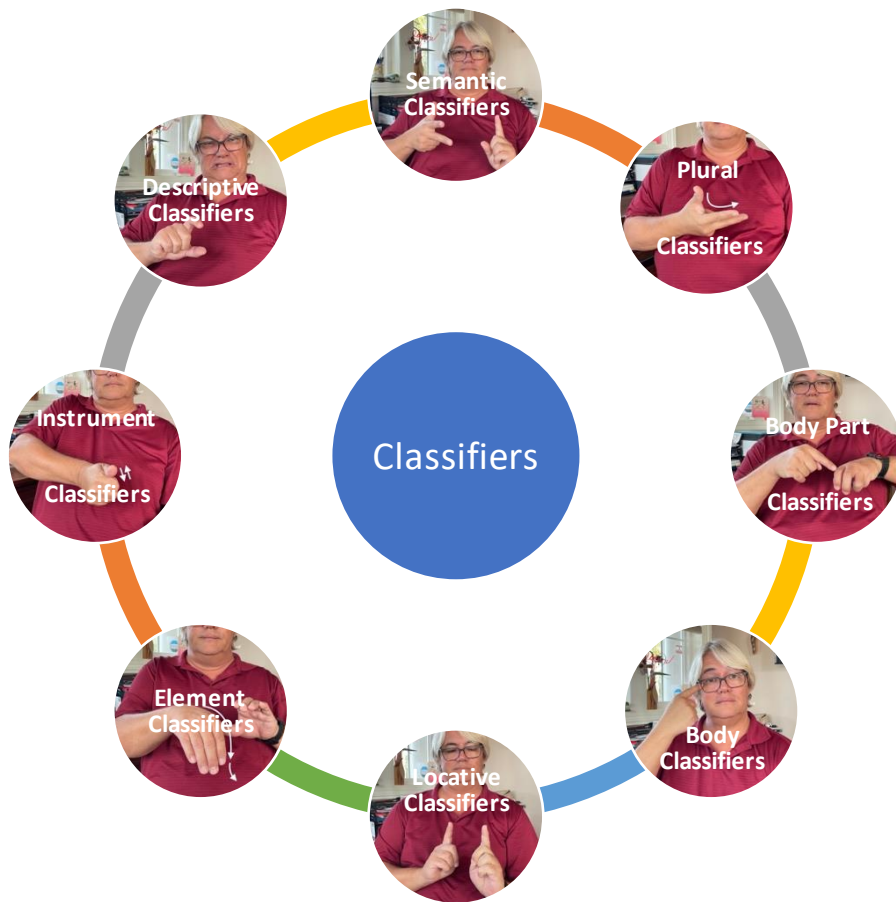 Semantic
Classifiers
Plural
Classifiers
Body Part
Classifiers
Body
Classifiers
Locative
Classifiers
Element
Classifiers
Instrument
Classifiers
Descriptive
Classifiers
Classifiers